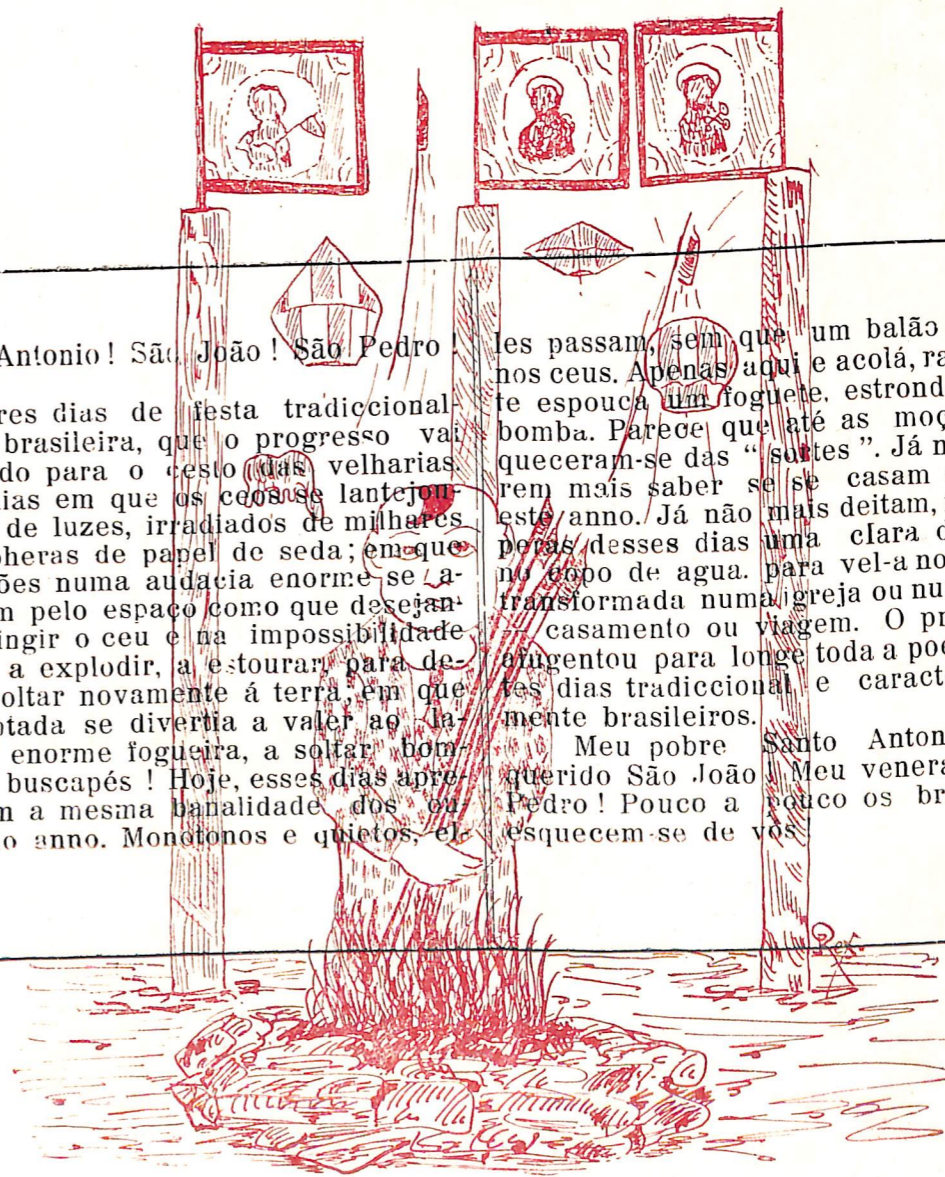 Antonio! São João! São Pedro!
res dias de festa tradiccional-
brasileira, que o progresso vai
do para o cesto das velharias.
ias em que os ceos se lantejou-
de luzes, irradiados de milhares
pheras de papel de seda; em que
ões numa audacia enorme se a-
m pelo espaço como que desejan-
ingir o ceu e na impossibilidade
a explodir, a estourar, para de-
oltar novamente á terra; em que
otada se divertia a valer ao la-
enorme fogueira, a soltar bom-
buscapés! Hoje, esses dias apre-
m a mesma banalidade dos ou-
o anno. Monotonos e quietos, el-
les passam, sem que um balão
nos ceus. Apenas aqui e acolá, ra
te espouca um foguete, estrond
bomba. Parece que até as moç
queceram-se das "sortes". Já n
rem mais saber se se casam
este anno. Já não mais deitam,
peras desses dias uma clara o
no copo de agua. para vel-a no
transformada numa igreja ou nu
— casamento ou viagem. O pr
afugentou para longe toda a poe
tes dias tradiccional e caract
mente brasileiros.
Meu pobre Santo Anton
querido São João! Meu venera
Pedro! Pouco a pouco os br
esquecem-se de vós
Rex.